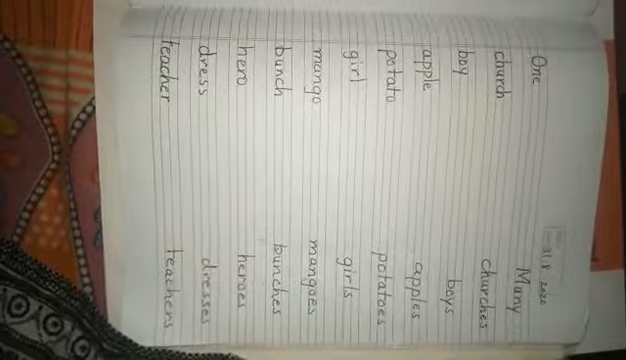 31.8 2020
One Many
church churches
boy boys
apple apples
potato potatoes
girl girls
mango mangoes
bunch bunches
hero heroes
dress dresses
teacher teachers